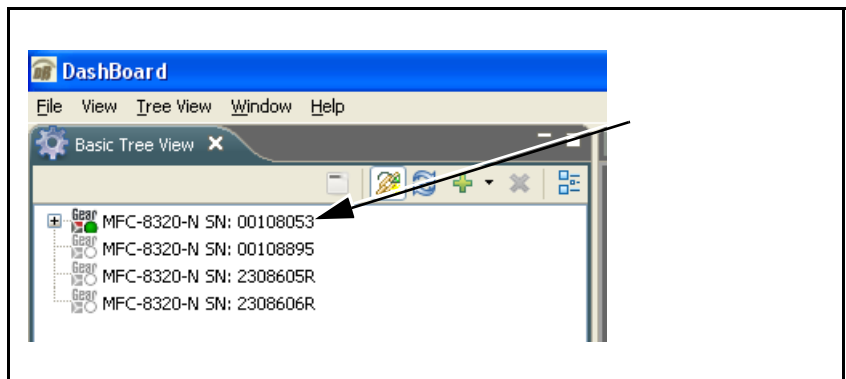 DB DashBoard
File View Tree View Window Help
Basic Tree View
Gear MFC-8320-N SN: 00108053
Gear MFC-8320-N SN: 00108895
Gear MFC-8320-N SN: 2308605R
Gear MFC-8320-N SN: 2308606R